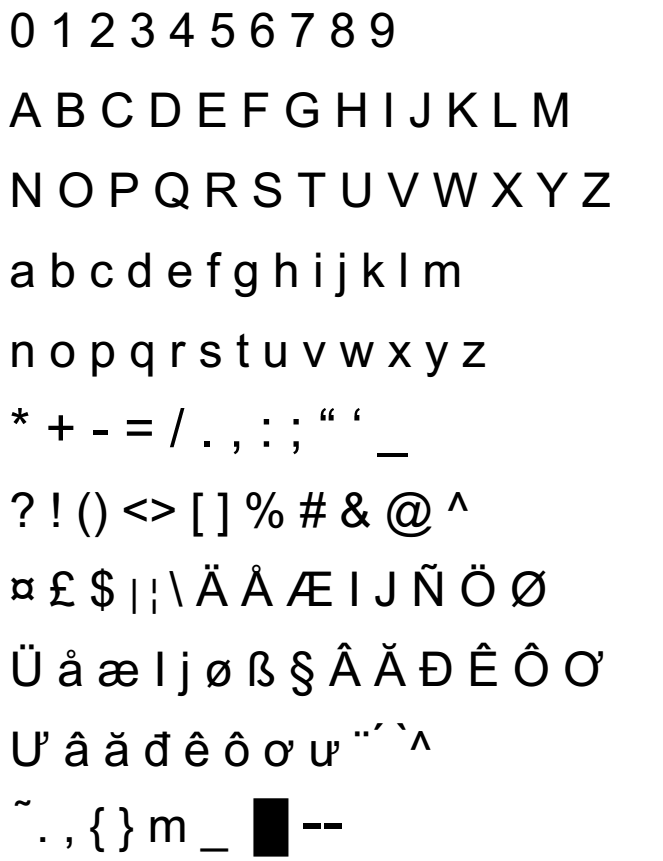 0 1 2 3 4 5 6 7 8 9
A B C D E F G H I J K L M
N O P Q R S T U V W X Y Z
a b c d e f g h i j k l m
n o p q r s t u v w x y z
* + - = / . , : ; “ ‘ _
? ! () <> [ ] % # & @ ^
¤ £ $ | ¦ \ Ä Å Æ I J Ñ Ö Ø
Ü å æ l j ø ß § Â Ă Đ Ê Ô Ơ
Ư â ă đ ê ô ơ ư ¨ ´ ` ^
˜ . , { } m _ █ --